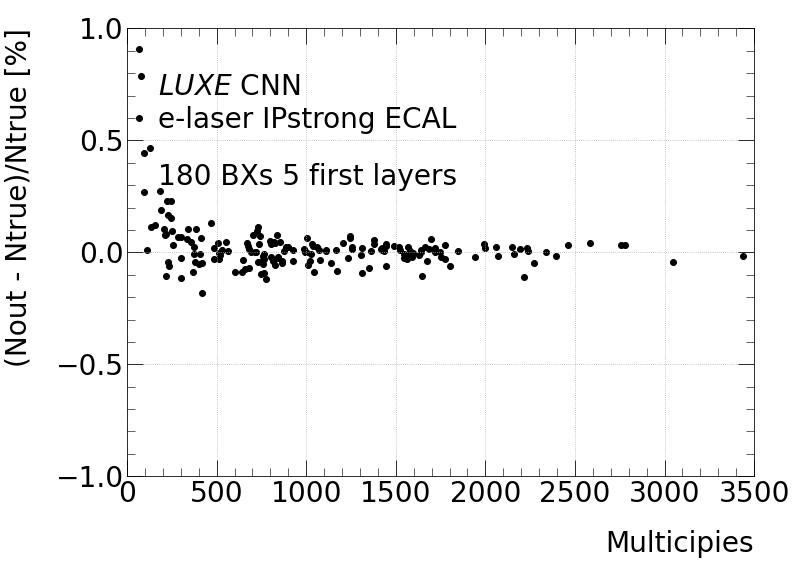 (Nout - Ntrue)/Ntrue [%]
1.0
0.5
0.0
−0.5
−1.0
LUXE CNN
e-laser IPstrong ECAL
180 BXs 5 first layers
0 500 1000 1500 2000 2500 3000 3500
Multicipies